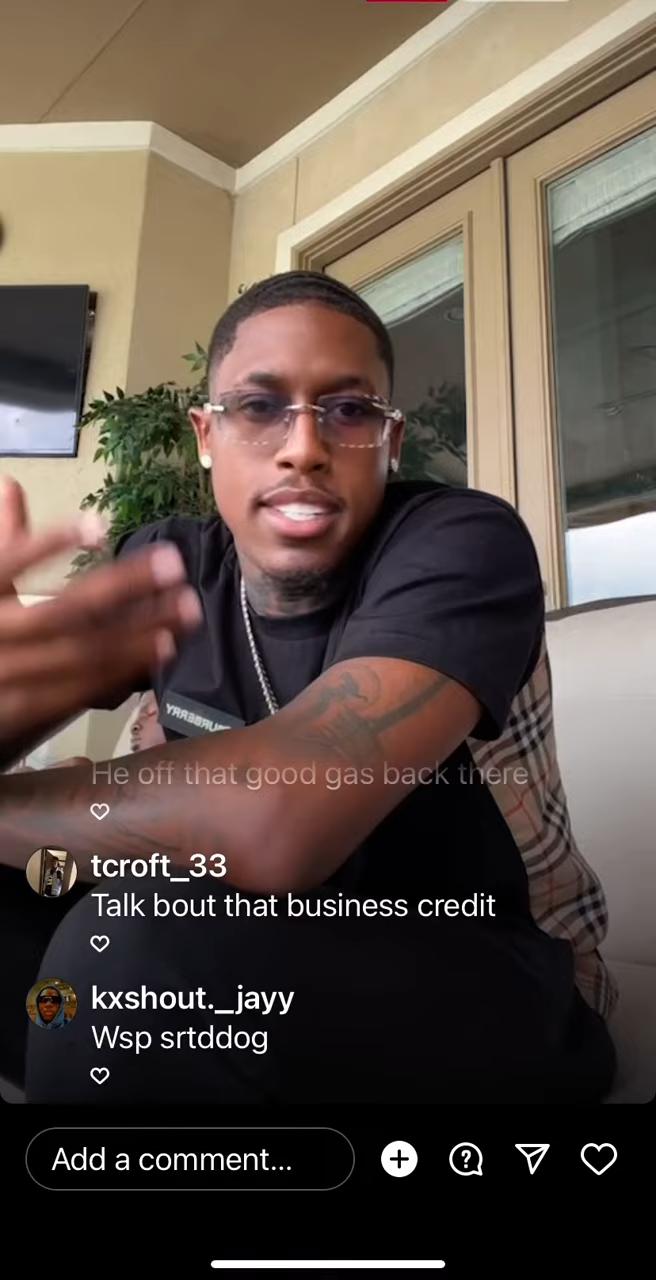 BURBERRY
He off that good gas back there
tcroft_33
Talk bout that business credit
kxshout._jayy
Wsp srtddog
Add a comment...